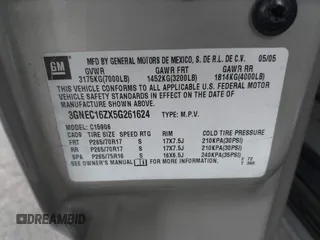 GM
MFD BY GENERAL MOTORS DE MEXICO, S. DE R.L. DE C.V. 05/05
GVWR GAWR FRT GAWR RR
3175KG(7000LB) 1452KG(3200LB) 1814KG(4000LB)
THIS VEHICLE CONFORMS TO ALL APPLICABLE U.S. FEDERAL MOTOR
VEHICLE SAFETY STANDARDS IN EFFECT ON THE DATE OF
MANUFACTURE SHOWN ABOVE.
3GNEC16ZX5G261624 TYPE: M.P.V.
MODEL: C15906
TIRE SIZE SPEED RTG RIM COLD TIRE PRESSURE
FRT P265/70R17 S 17X7.5J 210KPA(30PSI)
RR P265/70R17 S 17X7.5J 210KPA(30PSI)
SPA P265/75R16 S 16X6.5J 240KPA(35PSI)
SEE OWNER'S MANUAL
DREAMBID